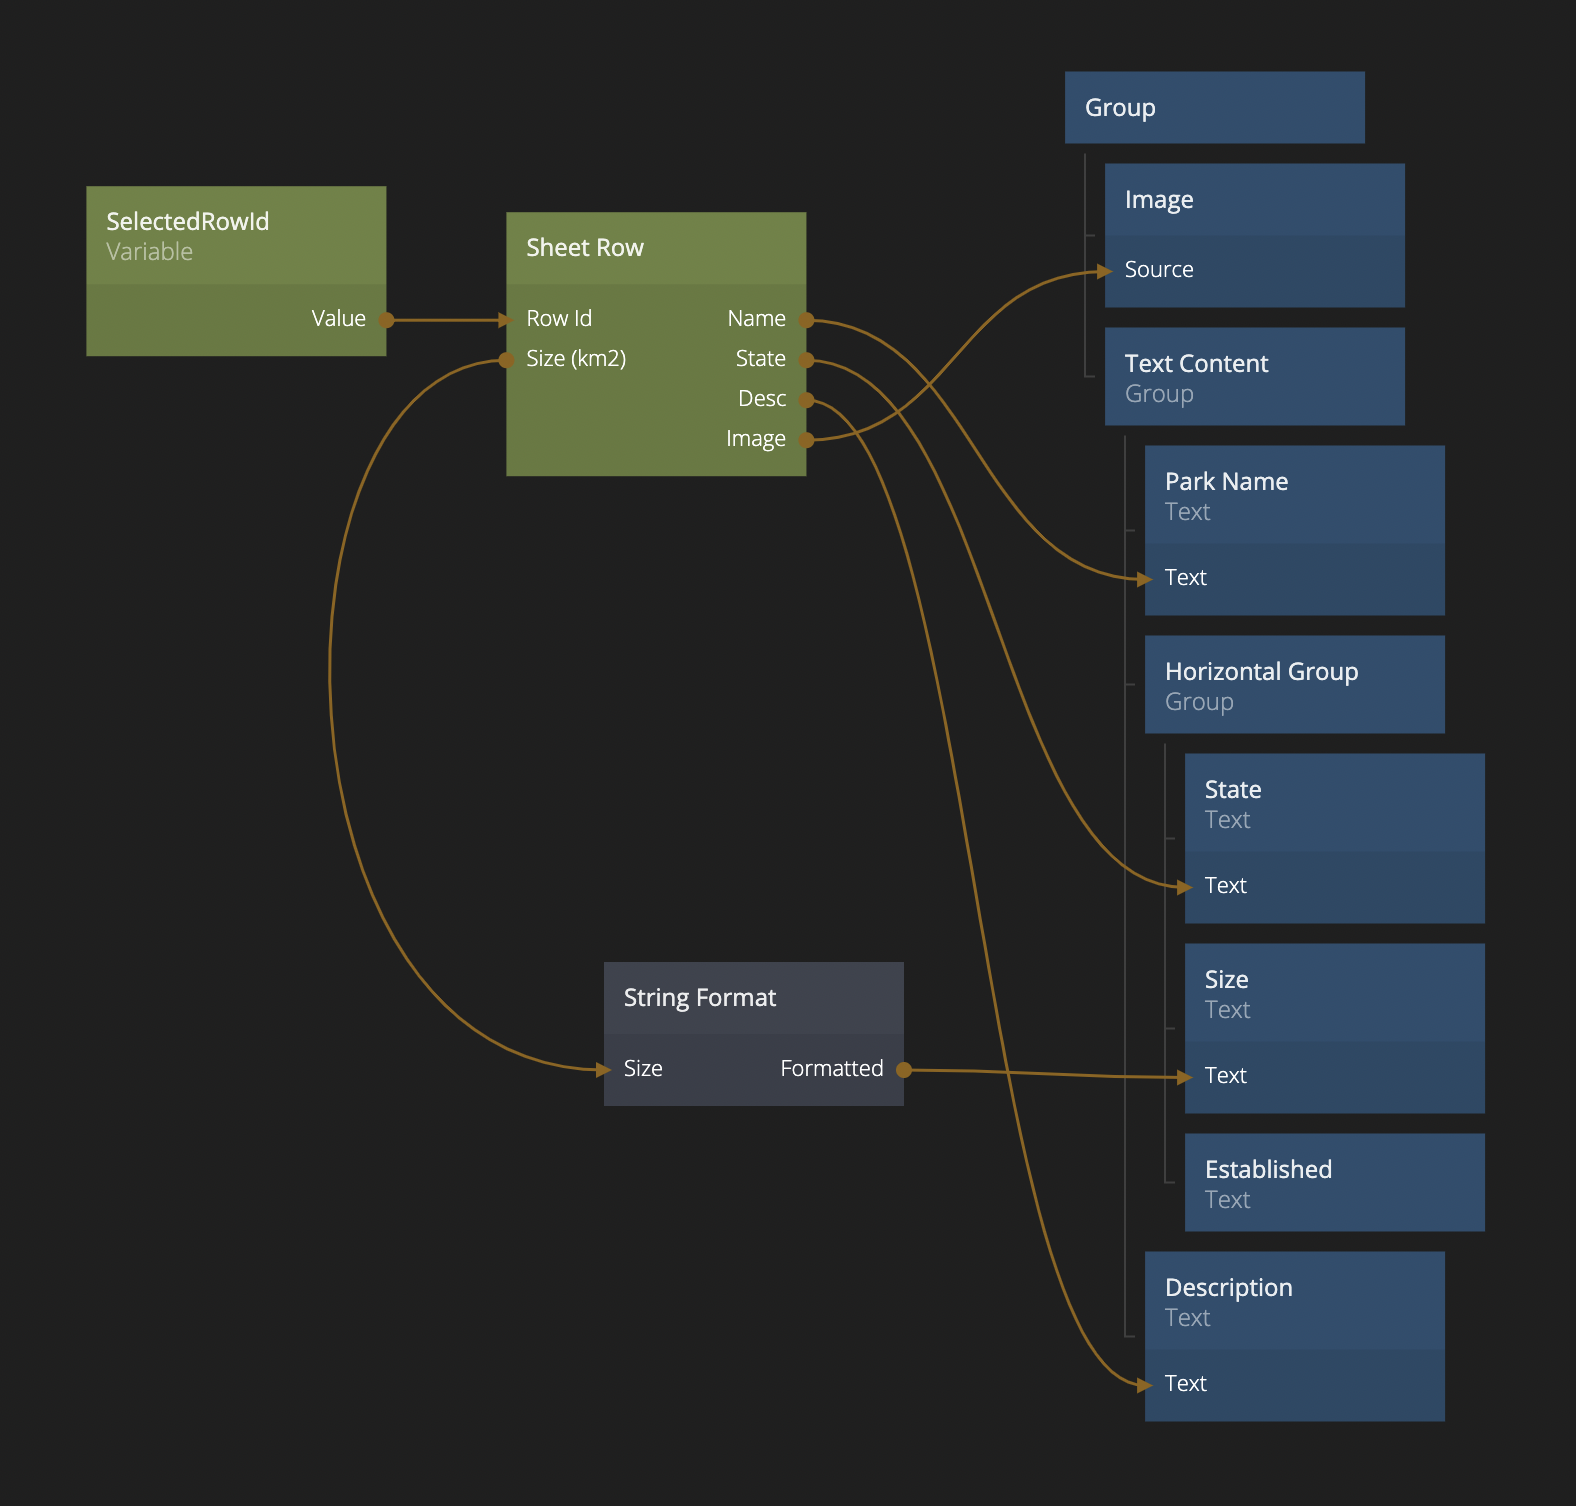 SelectedRowId
Variable
Value
Sheet Row
Row Id
Name
Size (km2)
State
Desc
Image
String Format
Size
Formatted
Group
Image
Source
Text Content
Group
Park Name
Text
Text
Horizontal Group
Group
State
Text
Text
Size
Text
Text
Established
Text
Description
Text
Text